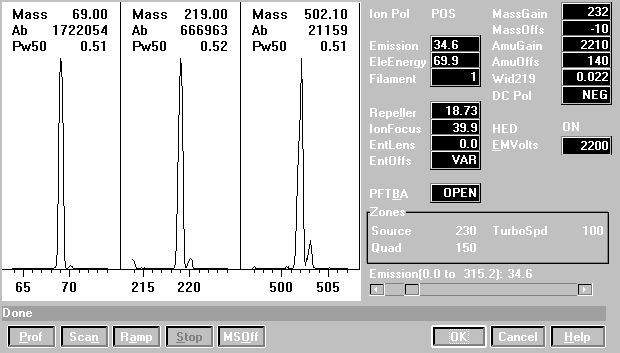 Mass 69.00 Mass 219.00 Mass 502.10
Ab 1722054 Ab 666963 Ab 21159
Pw50 0.51 Pw50 0.52 Pw50 0.51
65 70 215 220 500 505
Ion Pol POS
Emission 34.6
EleEnergy 69.9
Filament 1
Repeller 18.73
IonFocus 39.9
EntLens 0.0
EntOffs VAR
PFTBA OPEN
MassGain 232
MassOffs -10
AmuGain 2210
AmuOffs 140
Wid219 0.022
DC Pol NEG
HED ON
EMVolts 2200
Zones
Source 230 TurboSpd 100
Quad 150
Emission(0.0 to 315.2): 34.6
Done
Prof Scan Ramp Stop MSOff OK Cancel Help